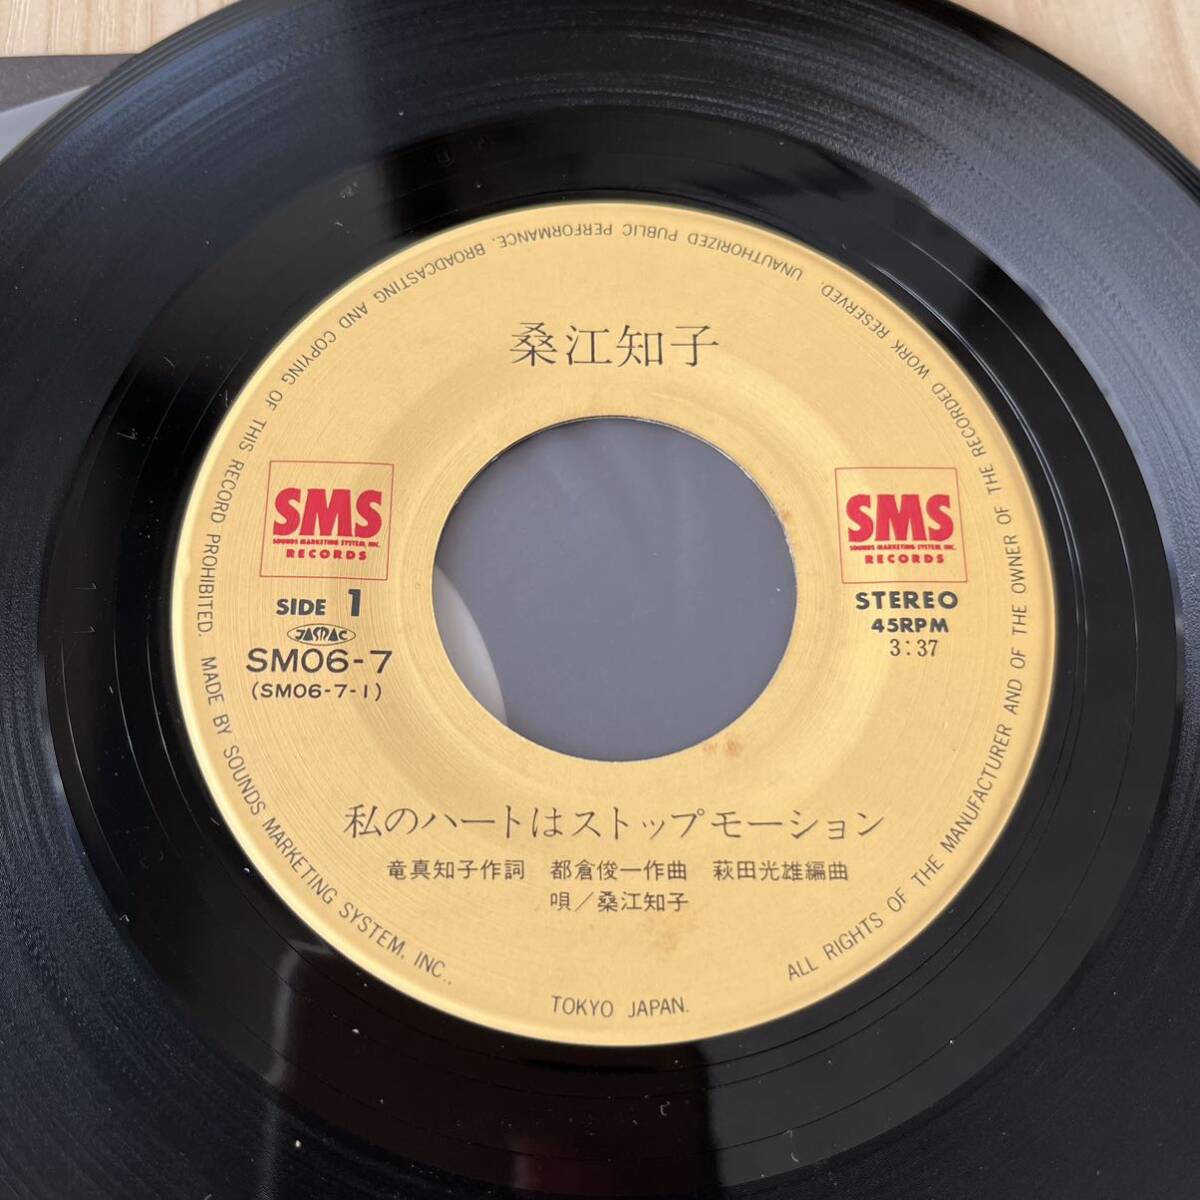 桑江知子
SMS
SOUNDS MARKETING SYSTEM, INC.
RECORDS
SIDE 1
JASRAC
SM06-7
(SM06-7-1)
SMS
SOUNDS MARKETING SYSTEM, INC.
RECORDS
STEREO
45RPM
3:37
私のハートはストップモーション
竜真知子作詞 都倉俊一作曲 萩田光雄編曲
唄/桑江知子
MADE BY SOUNDS MARKETING SYSTEM, INC., TOKYO JAPAN. ALL RIGHTS OF THE MANUFACTURER AND OF THE OWNER OF THE RECORDED WORK RESERVED. UNAUTHORIZED PUBLIC PERFORMANCE, BROADCASTING AND COPYING OF THIS RECORD PROHIBITED.